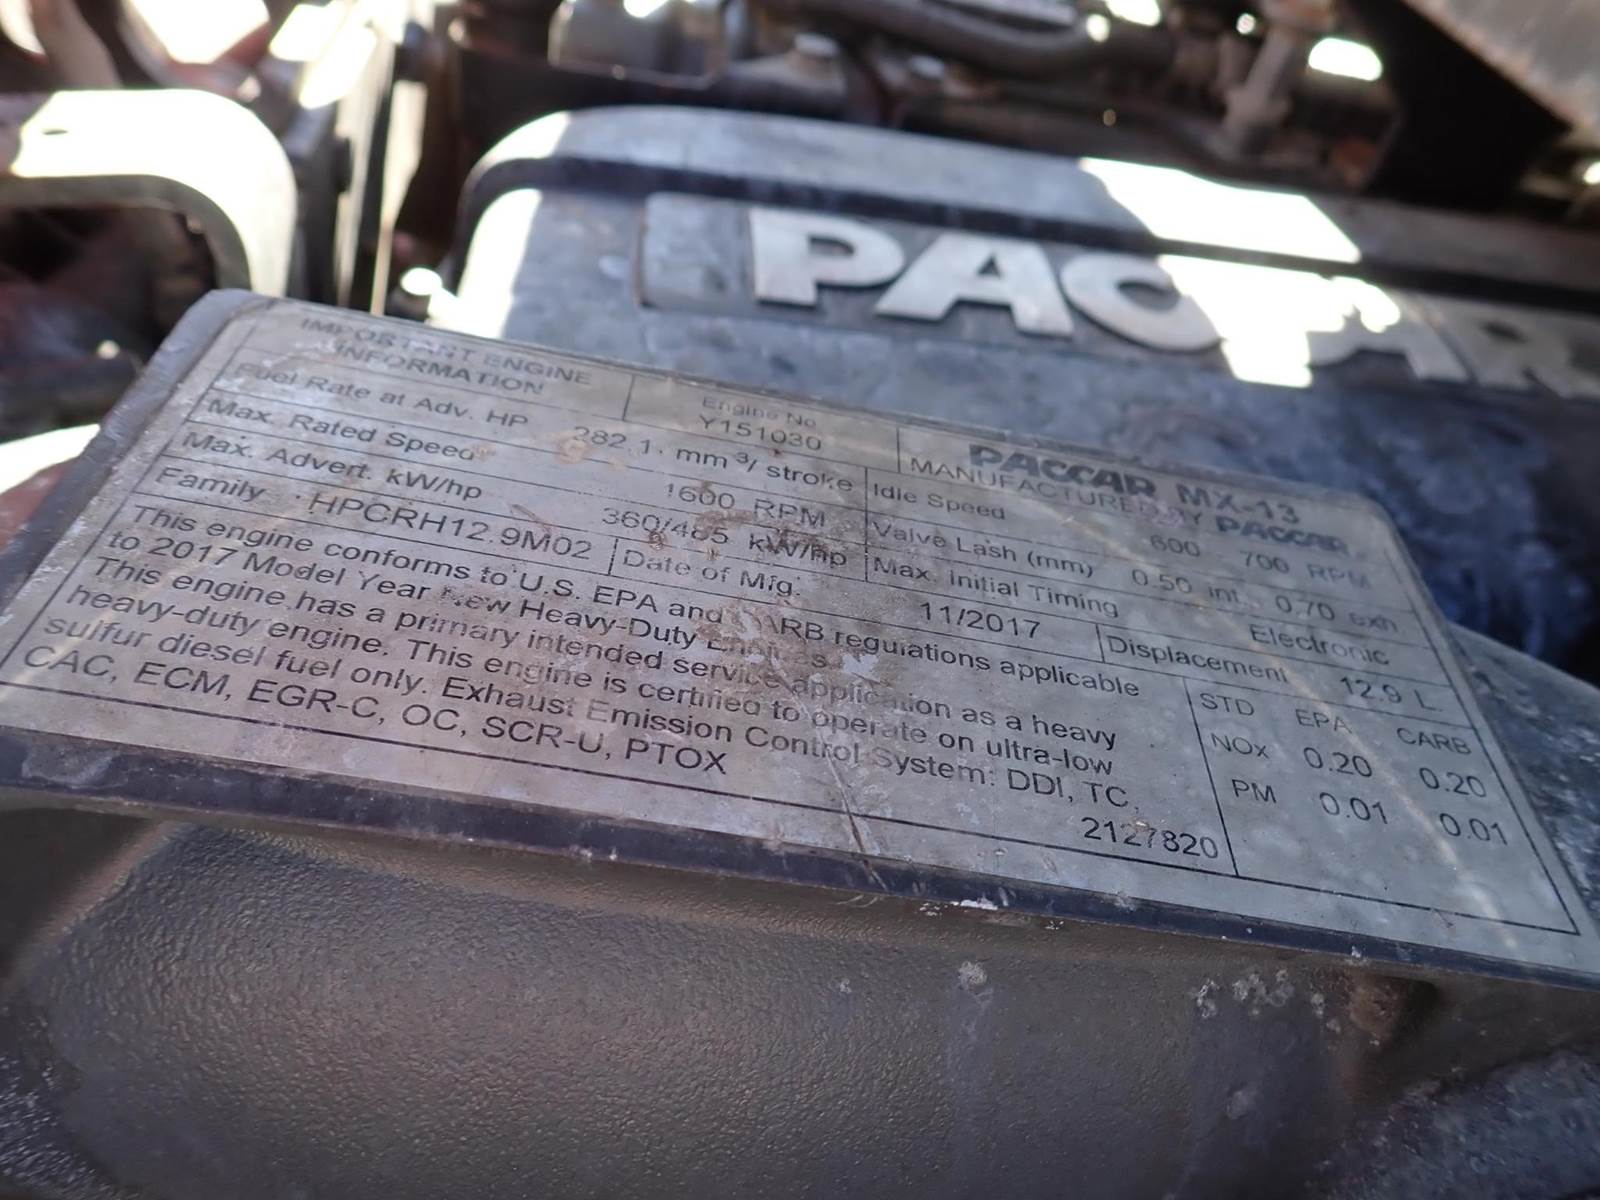 PACCAR
IMPORTANT ENGINE
INFORMATION
Engine No
Y151030
PACCAR MX-13
MANUFACTURED BY PACCAR
Fuel Rate at Adv. HP 282.1 mm³/ stroke
Idle Speed 600 700 RPM
Max. Rated Speed 1600 RPM
Valve Lash (mm) 0.50 int. 0.70 exh.
Max. Advert. kW/hp 360/485 kW/hp
Max. Initial Timing Electronic
Family HPCRH12.9M02
Date of Mfg. 11/2017
Displacement 12.9 L.
This engine conforms to U.S. EPA and CARB regulations applicable
to 2017 Model Year New Heavy-Duty Engines.
This engine has a primary intended service application as a heavy
heavy-duty engine. This engine is certified to operate on ultra-low
sulfur diesel fuel only. Exhaust Emission Control System: DDI, TC,
CAC, ECM, EGR-C, OC, SCR-U, PTOX
2127820
STD EPA CARB
NOx 0.20 0.20
PM 0.01 0.01